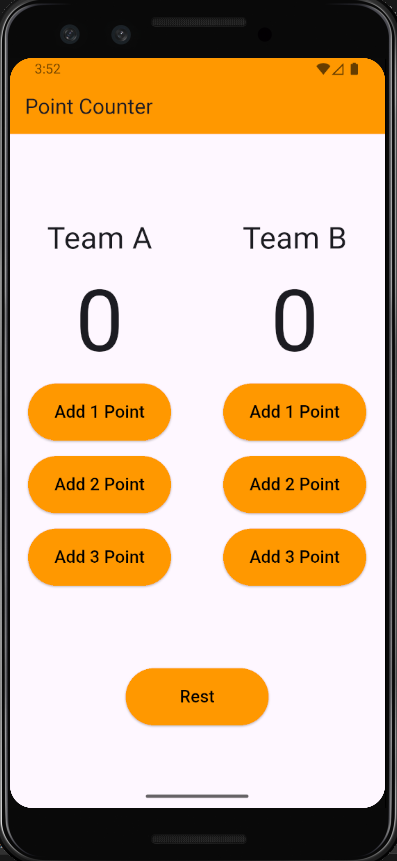 3:52
Point Counter
Team A Team B
0 0
Add 1 Point Add 1 Point
Add 2 Point Add 2 Point
Add 3 Point Add 3 Point
Rest